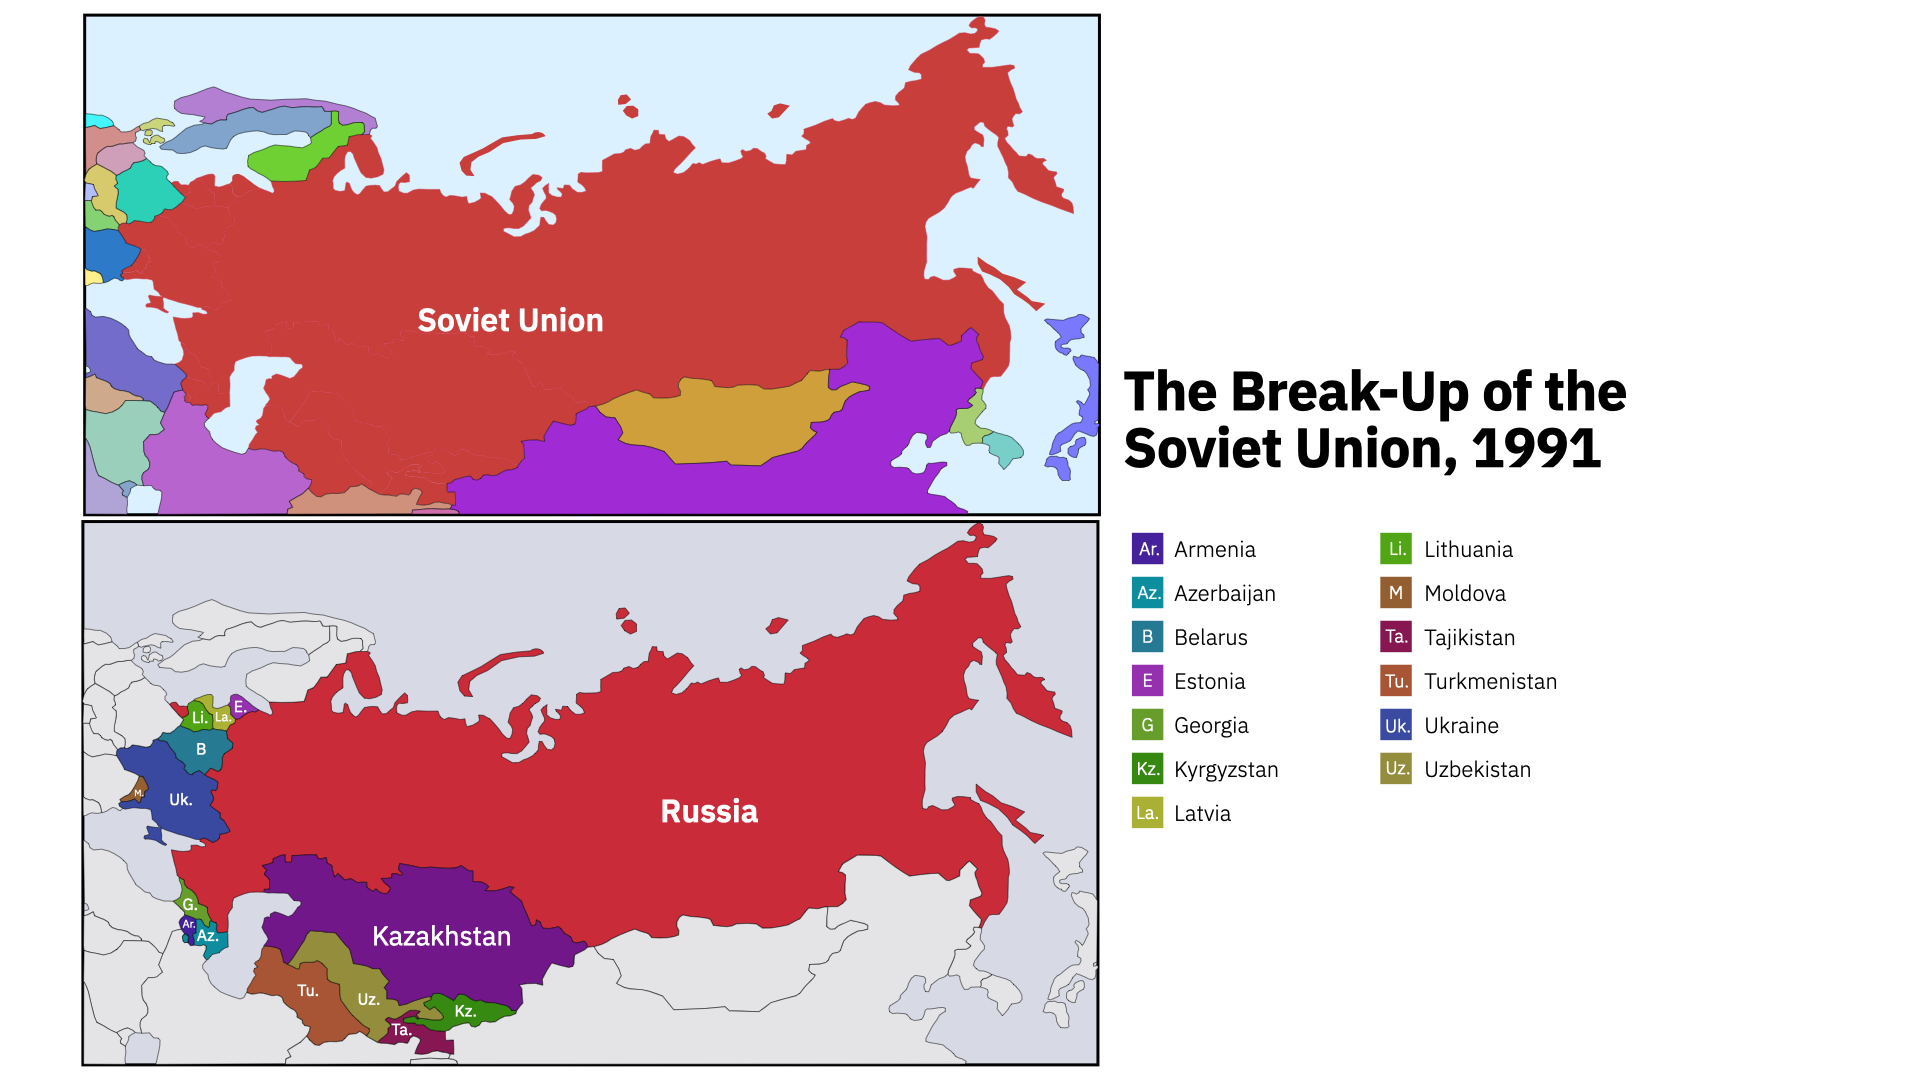 Soviet Union
The Break-Up of the
Soviet Union, 1991
Ar. Armenia
Az. Azerbaijan
B Belarus
E Estonia
G Georgia
Kz. Kyrgyzstan
La. Latvia
Li. Lithuania
M Moldova
Ta. Tajikistan
Tu. Turkmenistan
Uk. Ukraine
Uz. Uzbekistan
E.
Li.
La.
B
M.
Uk.
Russia
G.
Ar.
Az.
Kazakhstan
Tu.
Uz.
Kz.
Ta.